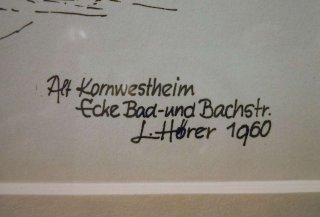 Alt Kornwestheim
Ecke Bad-und Bachstr.
L. Hörer 1960